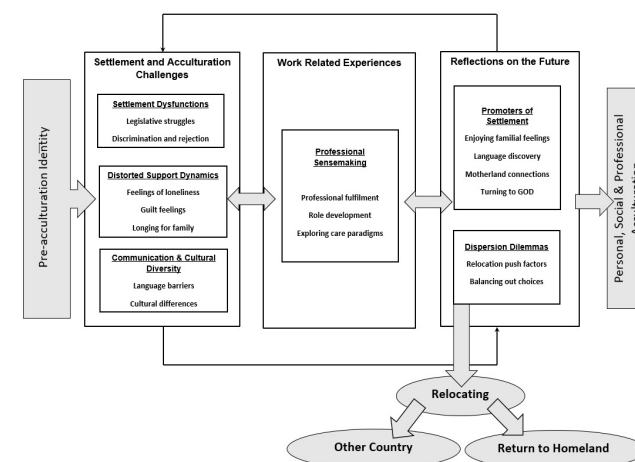 Pre-acculturation Identity
Settlement and Acculturation
Challenges
Settlement Dysfunctions
Legislative struggles
Discrimination and rejection
Distorted Support Dynamics
Feelings of loneliness
Guilt feelings
Longing for family
Communication & Cultural
Diversity
Language barriers
Cultural differences
Work Related Experiences
Professional
Sensemaking
Professional fulfilment
Role development
Exploring care paradigms
Reflections on the Future
Promoters of
Settlement
Enjoying familial feelings
Language discovery
Motherland connections
Turning to GOD
Dispersion Dilemmas
Relocation push factors
Balancing out choices
Personal, Social & Professional
Relocating
Other Country
Return to Homeland